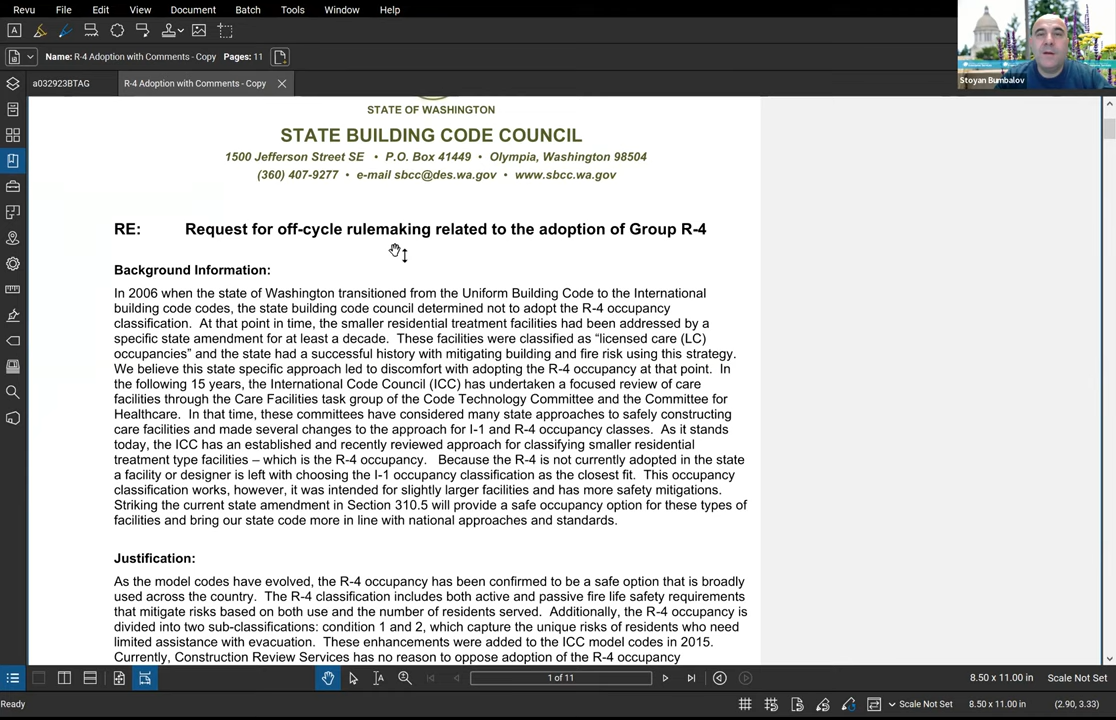 Revu File Edit View Document Batch Tools Window Help
Name: R-4 Adoption with Comments - Copy Pages: 11
a032923BTAG R-4 Adoption with Comments - Copy
Stoyan Bumbalov
STATE OF WASHINGTON
STATE BUILDING CODE COUNCIL
1500 Jefferson Street SE • P.O. Box 41449 • Olympia, Washington 98504
(360) 407-9277 • e-mail sbcc@des.wa.gov • www.sbcc.wa.gov
RE: Request for off-cycle rulemaking related to the adoption of Group R-4
Background Information:
In 2006 when the state of Washington transitioned from the Uniform Building Code to the International
building code codes, the state building code council determined not to adopt the R-4 occupancy
classification. At that point in time, the smaller residential treatment facilities had been addressed by a
specific state amendment for at least a decade. These facilities were classified as “licensed care (LC)
occupancies” and the state had a successful history with mitigating building and fire risk using this strategy.
We believe this state specific approach led to discomfort with adopting the R-4 occupancy at that point. In
the following 15 years, the International Code Council (ICC) has undertaken a focused review of care
facilities through the Care Facilities task group of the Code Technology Committee and the Committee for
Healthcare. In that time, these committees have considered many state approaches to safely constructing
care facilities and made several changes to the approach for I-1 and R-4 occupancy classes. As it stands
today, the ICC has an established and recently reviewed approach for classifying smaller residential
treatment type facilities – which is the R-4 occupancy. Because the R-4 is not currently adopted in the state
a facility or designer is left with choosing the I-1 occupancy classification as the closest fit. This occupancy
classification works, however, it was intended for slightly larger facilities and has more safety mitigations.
Striking the current state amendment in Section 310.5 will provide a safe occupancy option for these types of
facilities and bring our state code more in line with national approaches and standards.
Justification:
As the model codes have evolved, the R-4 occupancy has been confirmed to be a safe option that is broadly
used across the country. The R-4 classification includes both active and passive fire life safety requirements
that mitigate risks based on both use and the number of residents served. Additionally, the R-4 occupancy is
divided into two sub-classifications: condition 1 and 2, which capture the unique risks of residents who need
limited assistance with evacuation. These enhancements were added to the ICC model codes in 2015.
Currently, Construction Review Services has no reason to oppose adoption of the R-4 occupancy
1 of 11 8.50 x 11.00 in Scale Not Set
Ready Scale Not Set 8.50 x 11.00 in (2.90, 3.33)